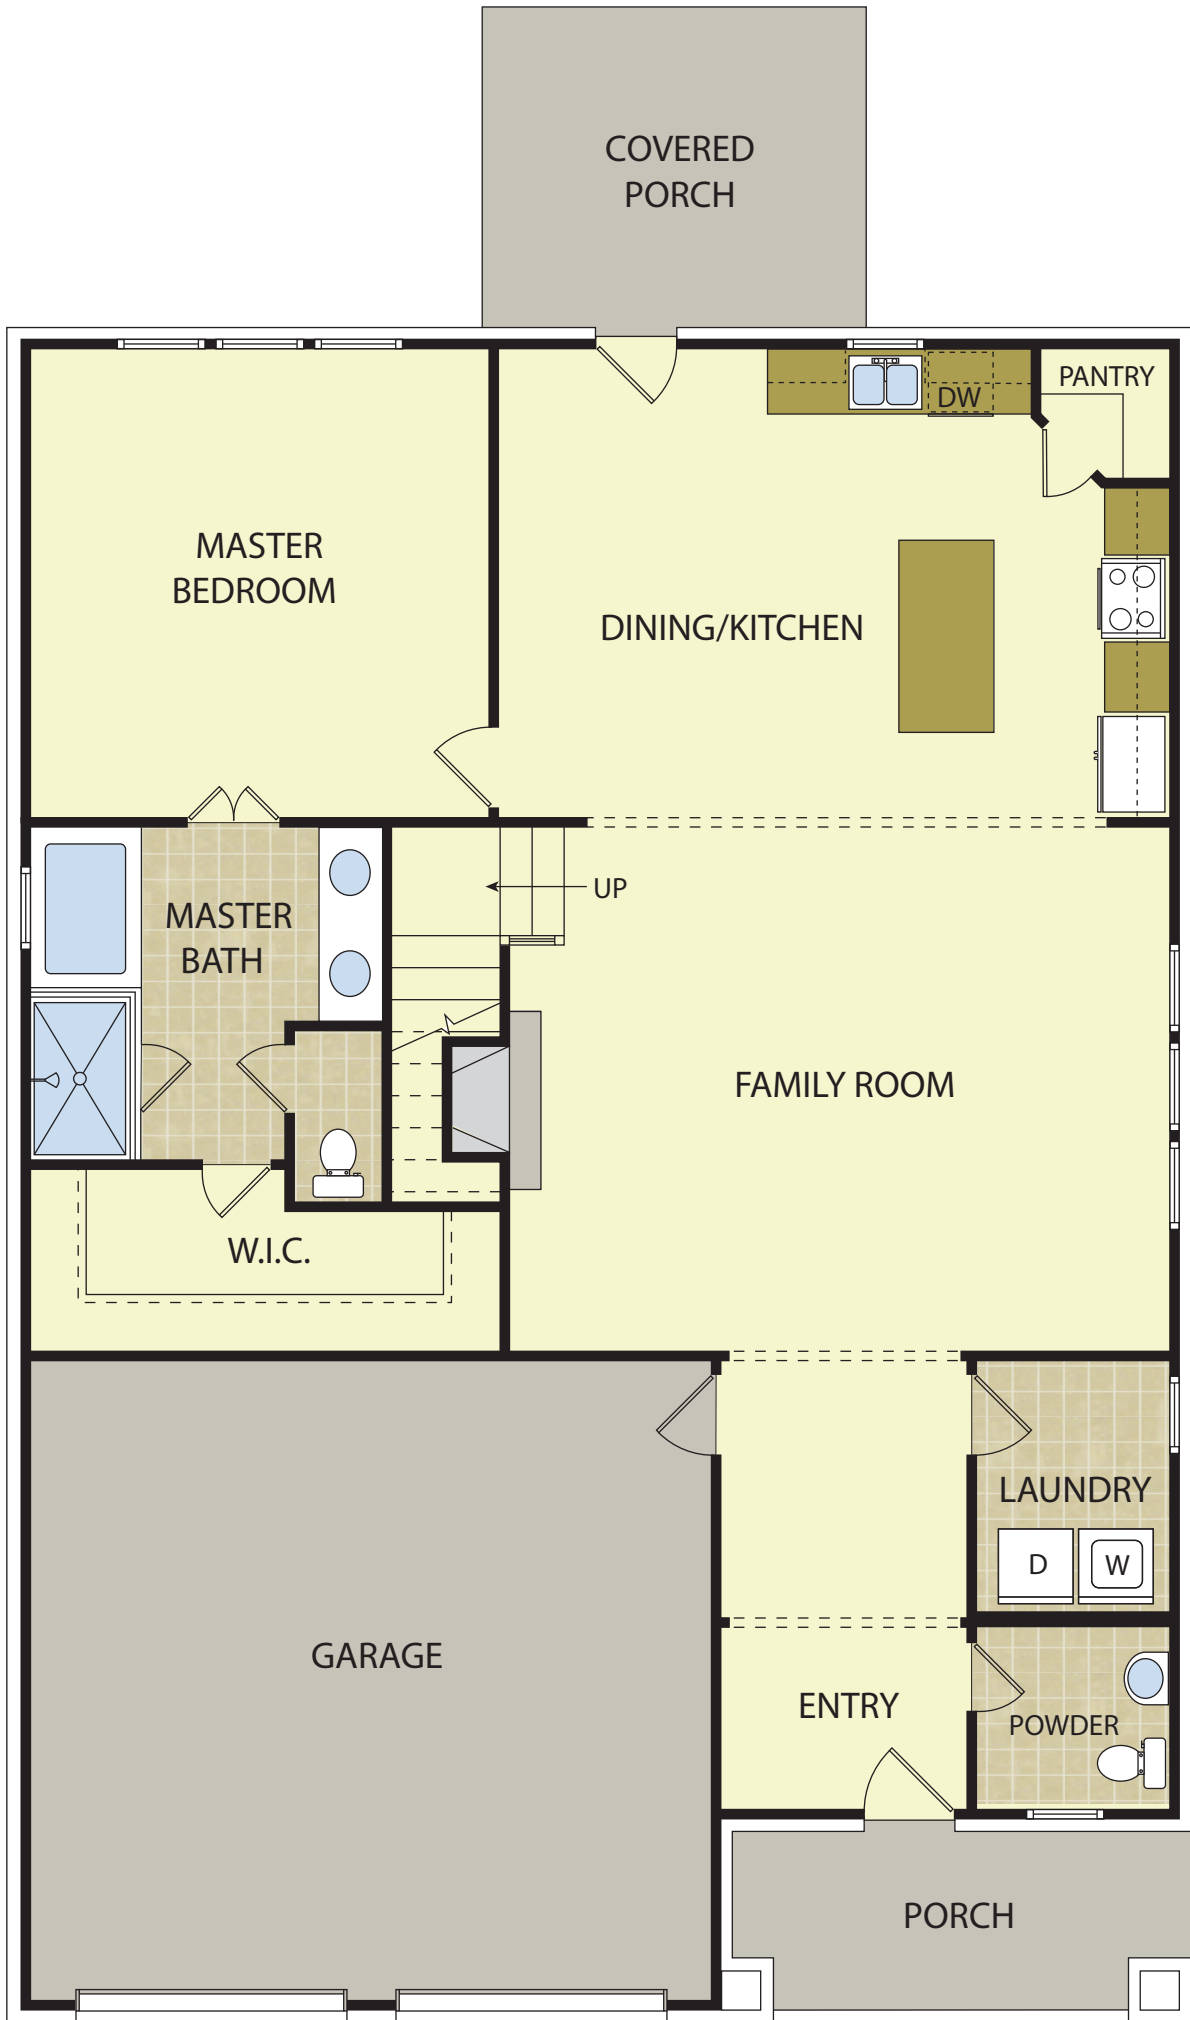 COVERED
PORCH
PANTRY
DW
MASTER
BEDROOM
DINING/KITCHEN
UP
MASTER
BATH
FAMILY ROOM
W.I.C.
LAUNDRY
D
W
GARAGE
ENTRY
POWDER
PORCH